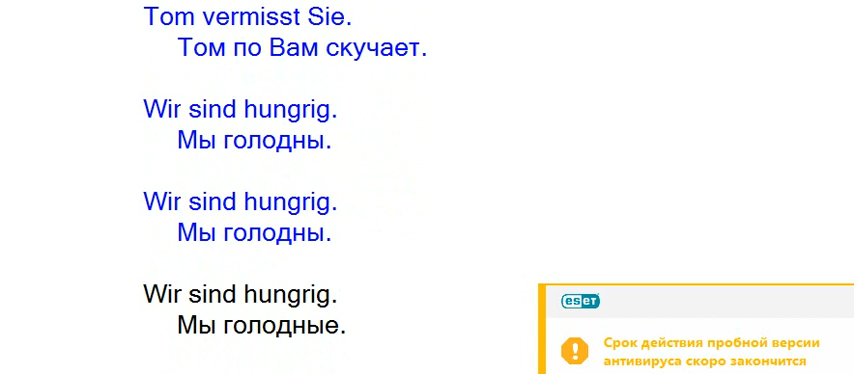 Tom vermisst Sie.
Том по Вам скучает.
Wir sind hungrig.
Мы голодны.
Wir sind hungrig.
Мы голодны.
Wir sind hungrig.
Мы голодные.
eseт
Срок действия пробной версии
антивируса скоро закончится